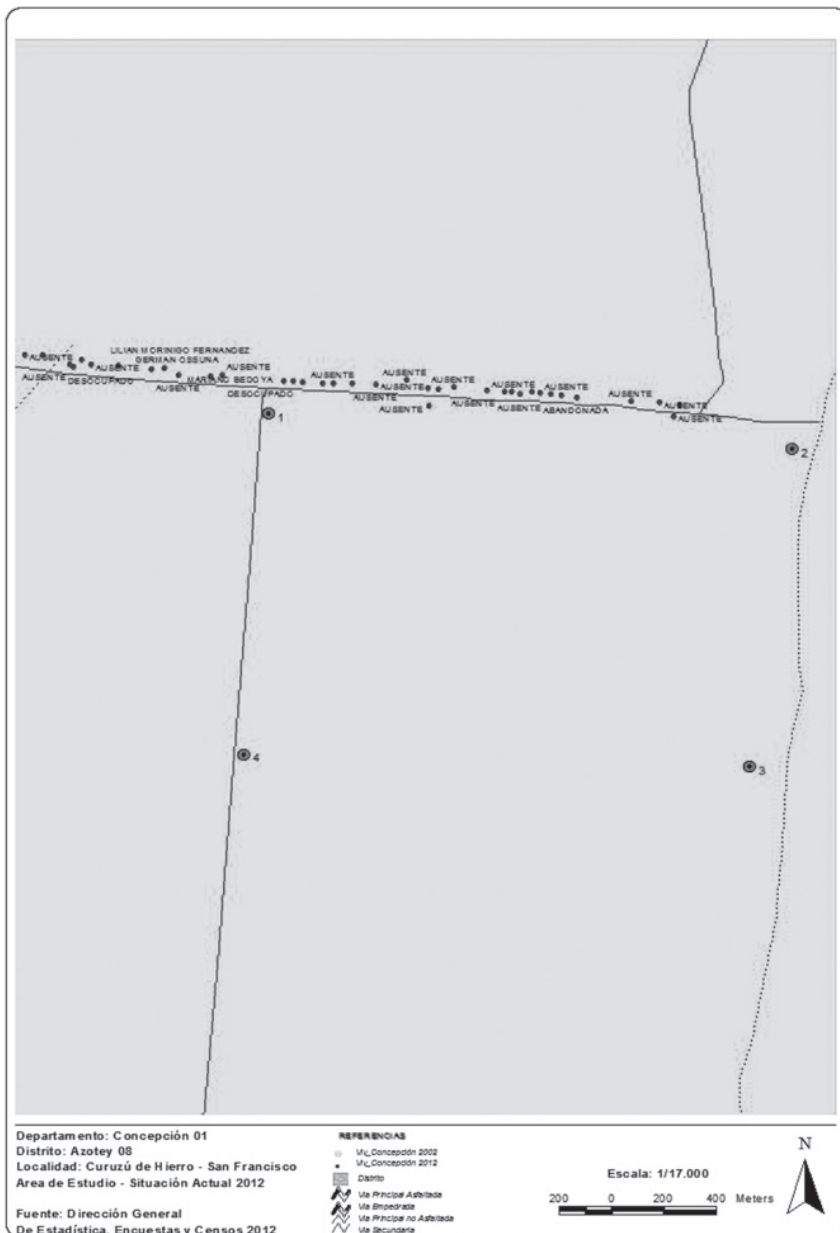 LILIAN MORINIGO FERNANDEZ
GERMAN OSSUNA
AUSENTE
AUSENTE
AUSENTE
AUSENTE
DESOCUPADO
AUSENTE
MARIANO BEDOYA
DESOCUPADO
AUSENTE
AUSENTE
AUSENTE
AUSENTE
AUSENTE
AUSENTE
AUSENTE
AUSENTE
AUSENTE
AUSENTE
ABANDONADA
AUSENTE
AUSENTE
AUSENTE
1
2
4
3
Departamento: Concepción 01
Distrito: Azotey 08
Localidad: Curuzú de Hierro - San Francisco
Area de Estudio - Situación Actual 2012
Fuente: Dirección General
De Estadística, Encuestas y Censos 2012
REFERENCIAS
Viv_Concepción 2002
Viv_Concepción 2012
Distrito
Via Principal Asfaltada
Via Empedrada
Via Principal no Asfaltada
Via Secundaria
Escala: 1/17.000
200 0 200 400 Meters
N